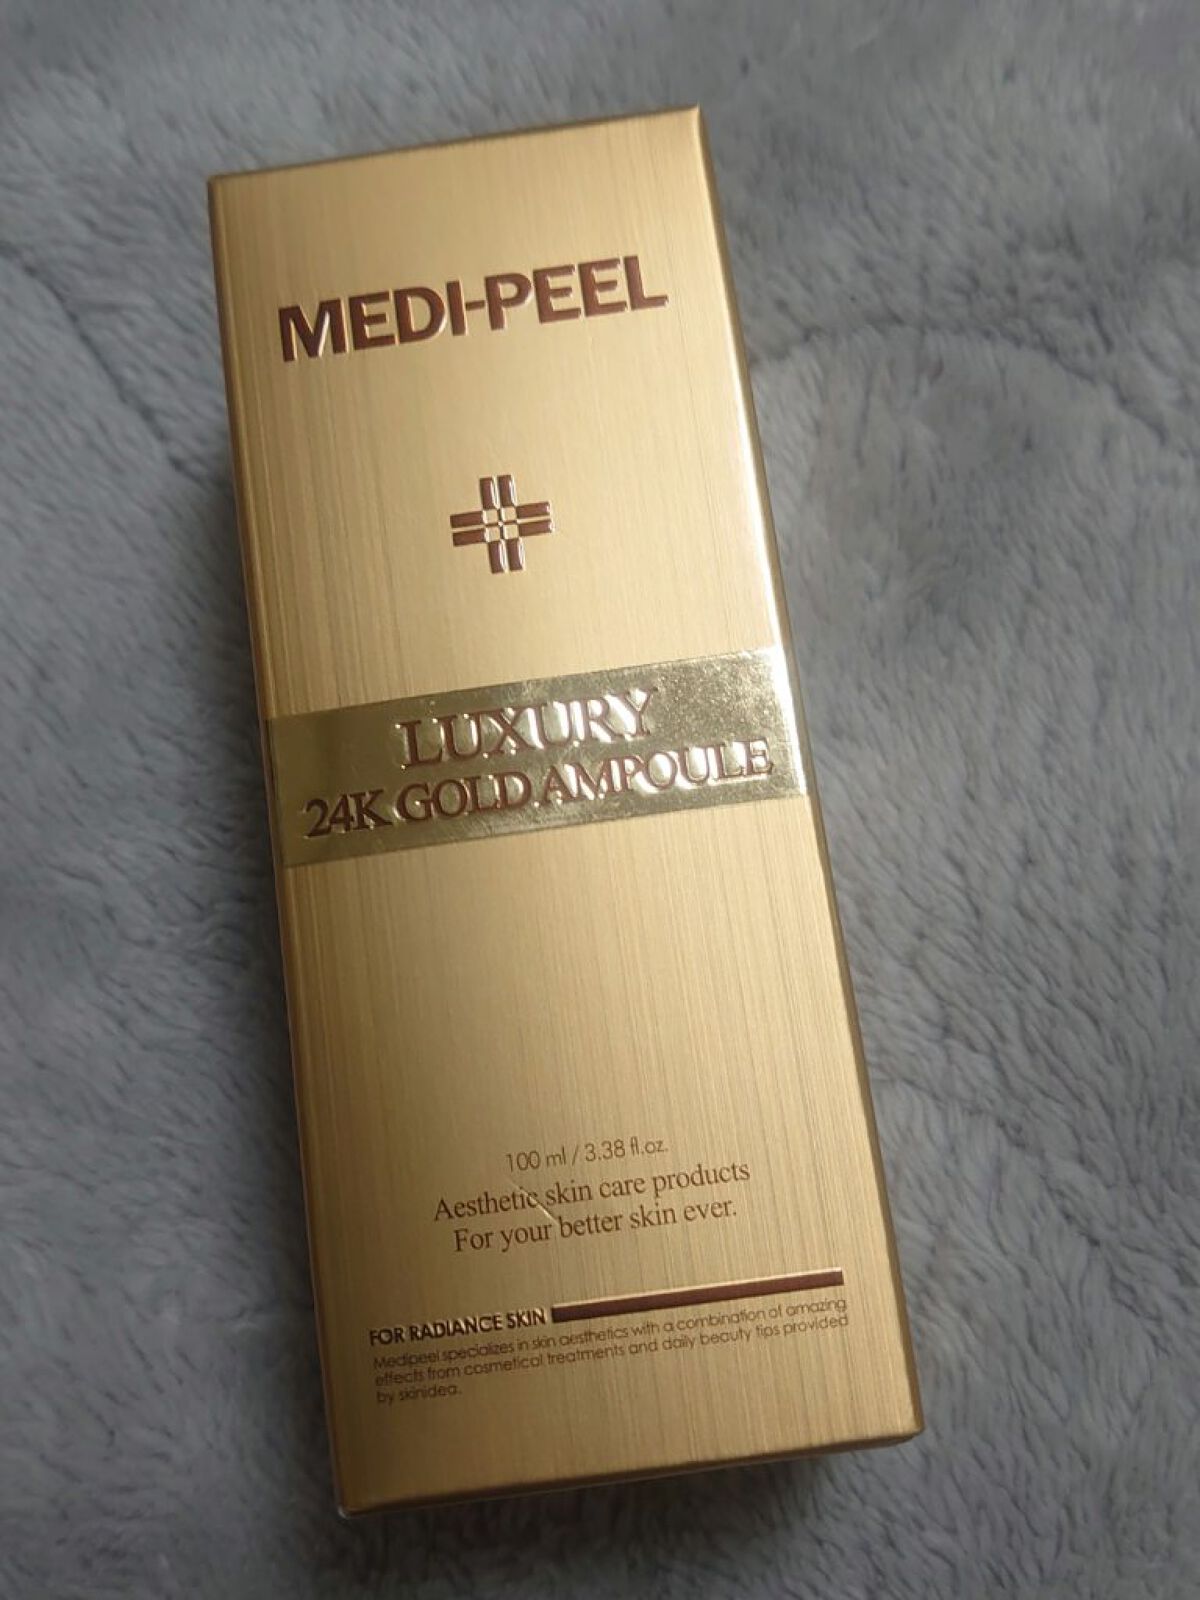 MEDI-PEEL
LUXURY
24K GOLD AMPOULE
100 ml / 3.38 fl.oz.
Aesthetic skin care products
For your better skin ever.
FOR RADIANCE SKIN
Medipeel specializes in skin aesthetics with a combination of amazing
effects from cosmetical treatments and daily beauty tips provided
by skinidea.